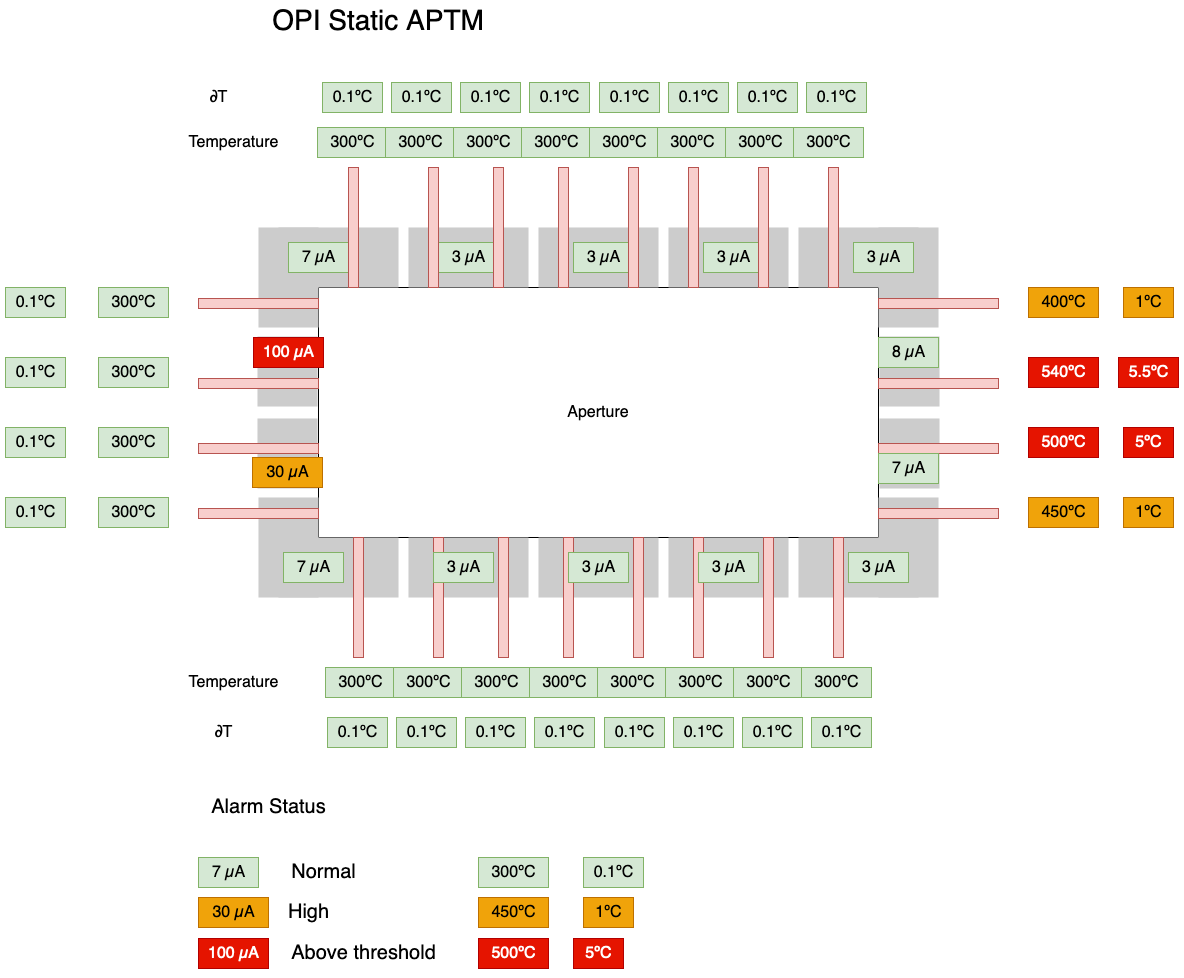 OPI Static APTM
∂T 0.1ºC 0.1ºC 0.1ºC 0.1ºC 0.1ºC 0.1ºC 0.1ºC 0.1ºC
Temperature 300ºC 300ºC 300ºC 300ºC 300ºC 300ºC 300ºC 300ºC
7 µA 3 µA 3 µA 3 µA 3 µA
0.1ºC 300ºC 400ºC 1ºC
100 µA 8 µA
0.1ºC 300ºC 540ºC 5.5ºC
Aperture
0.1ºC 300ºC 500ºC 5ºC
30 µA 7 µA
0.1ºC 300ºC 450ºC 1ºC
7 µA 3 µA 3 µA 3 µA 3 µA
Temperature 300ºC 300ºC 300ºC 300ºC 300ºC 300ºC 300ºC 300ºC
∂T 0.1ºC 0.1ºC 0.1ºC 0.1ºC 0.1ºC 0.1ºC 0.1ºC 0.1ºC
Alarm Status
7 µA Normal 300ºC 0.1ºC
30 µA High 450ºC 1ºC
100 µA Above threshold 500ºC 5ºC